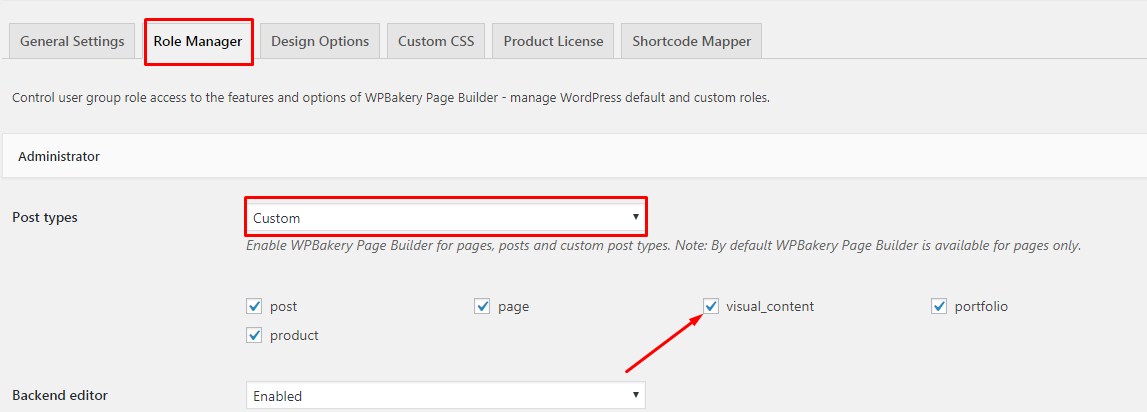 General Settings Role Manager Design Options Custom CSS Product License Shortcode Mapper
Control user group role access to the features and options of WPBakery Page Builder - manage WordPress default and custom roles.
Administrator
Post types Custom
Enable WPBakery Page Builder for pages, posts and custom post types. Note: By default WPBakery Page Builder is available for pages only.
post page visual_content portfolio
product
Backend editor Enabled